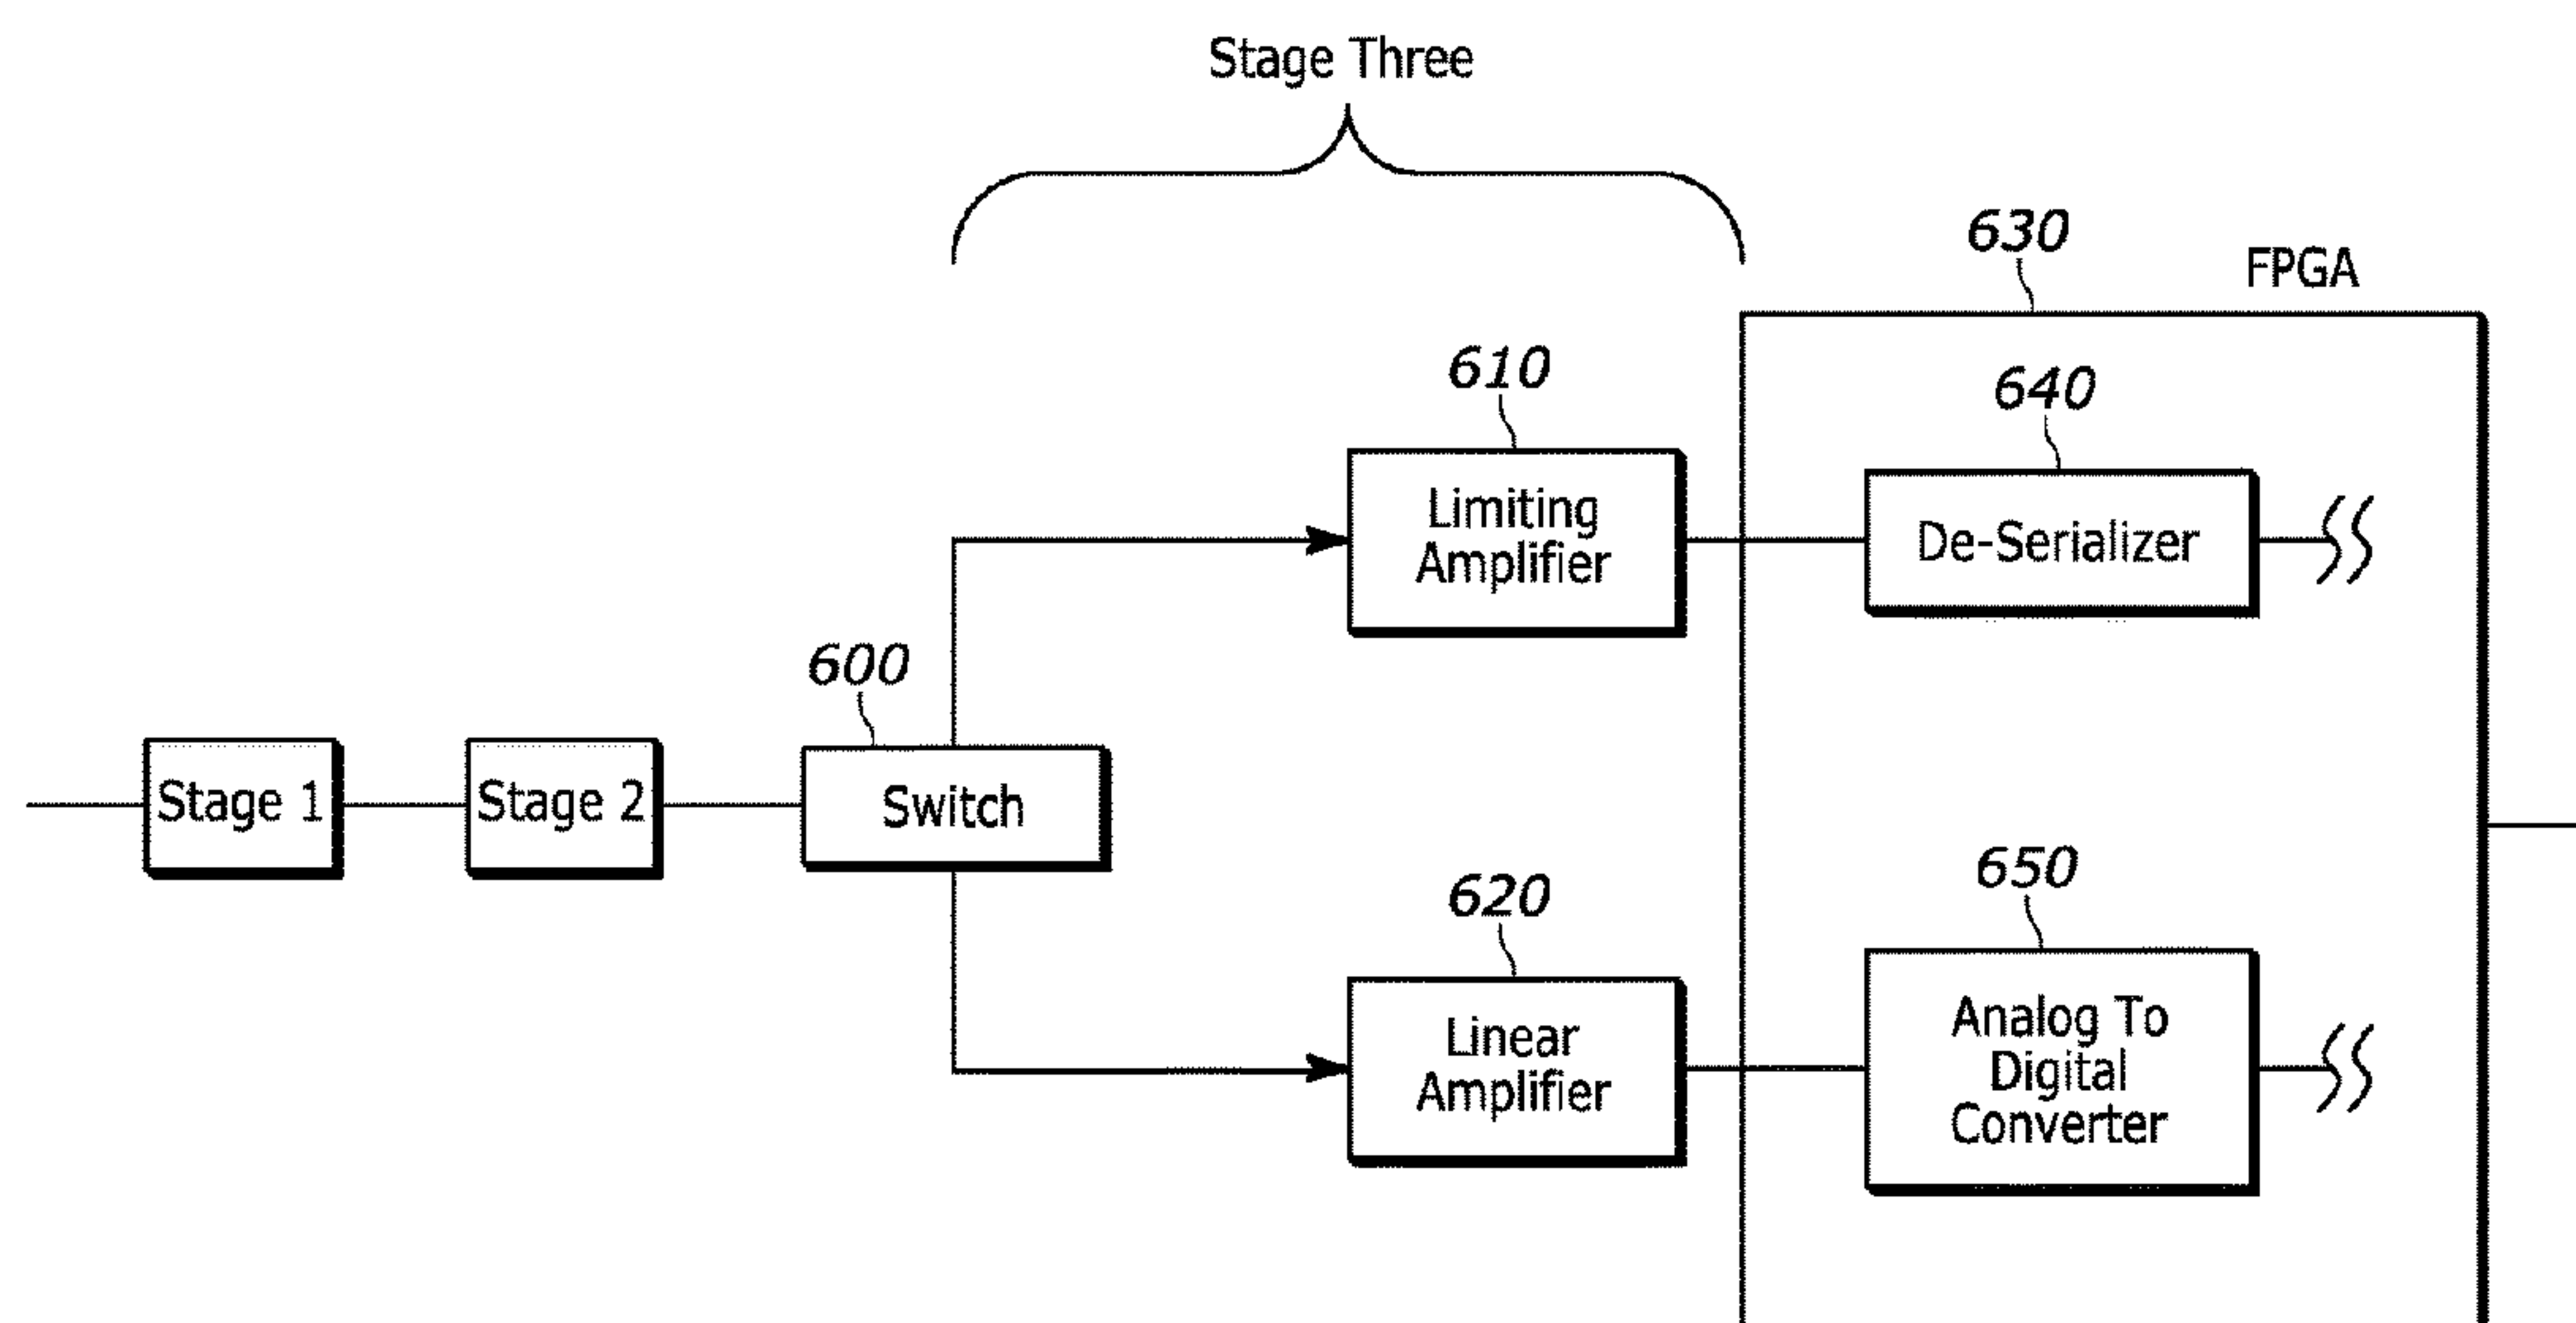 Stage Three
630
FPGA
610
640
Limiting
Amplifier
De-Serializer
600
Stage 1
Stage 2
Switch
620
650
Linear
Amplifier
Analog To
Digital
Converter